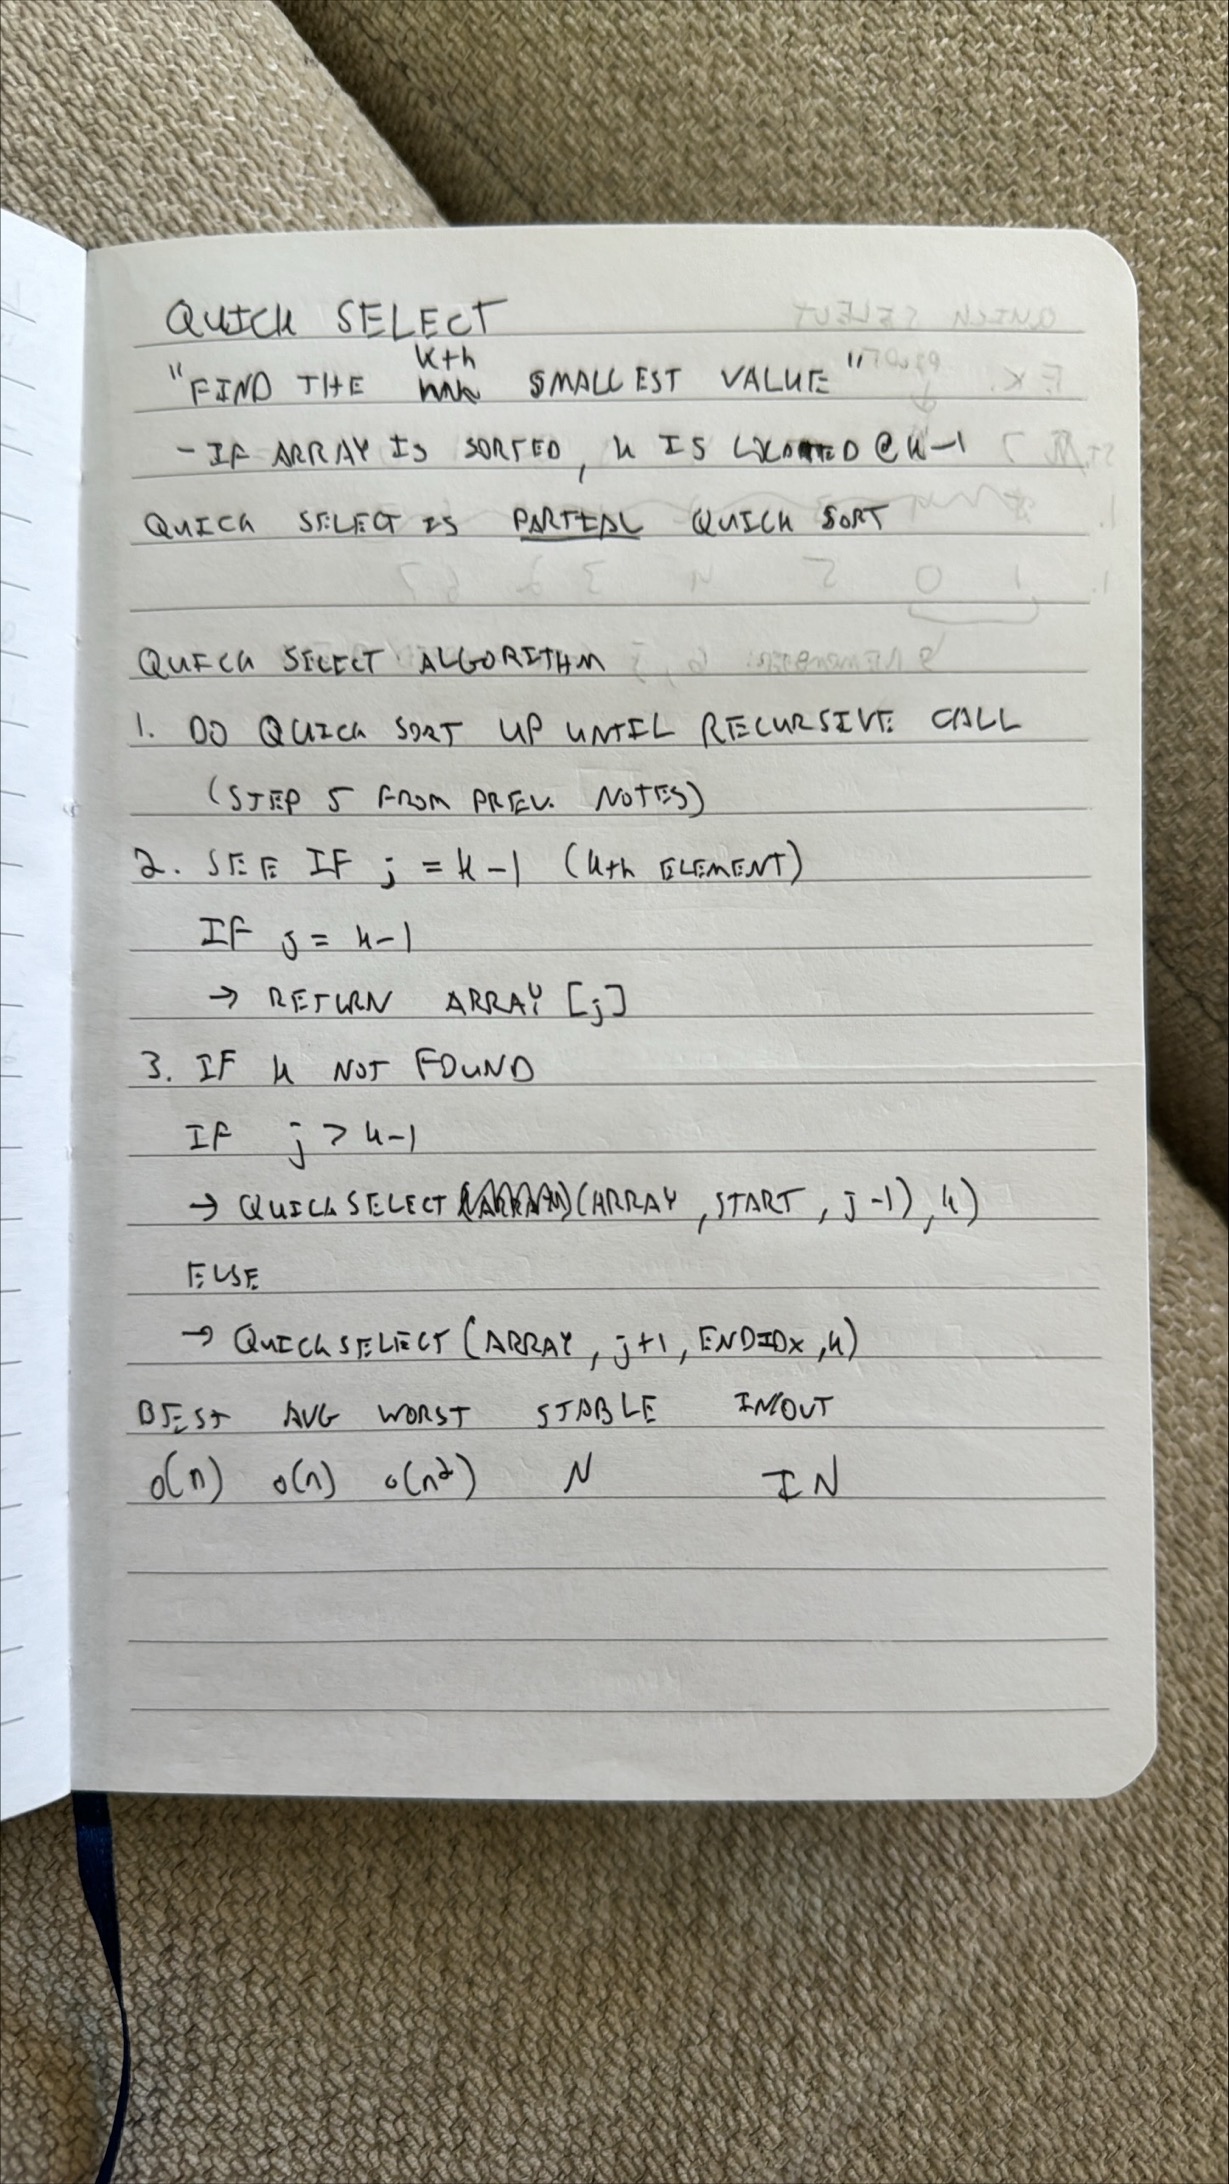 QUICK SELECT
"FIND THE kth SMALLEST VALUE"
- IF ARRAY IS SORTED, k IS LOCATED @ k-1
QUICK SELECT IS PARTIAL QUICK SORT
QUICK SELECT ALGORITHM
1. DO QUICK SORT UP UNTIL RECURSIVE CALL
(STEP 5 FROM PREV. NOTES)
2. SEE IF j = k-1 (kth ELEMENT)
IF j = k-1
→ RETURN ARRAY [j]
3. IF k NOT FOUND
IF j > k-1
→ QUICKSELECT (ARRAY, START, j-1), k)
ELSE
→ QUICKSELECT (ARRAY, j+1, ENDIDX, k)
BEST AVG WORST STABLE IN/OUT
O(n) O(n) O(n²) N IN